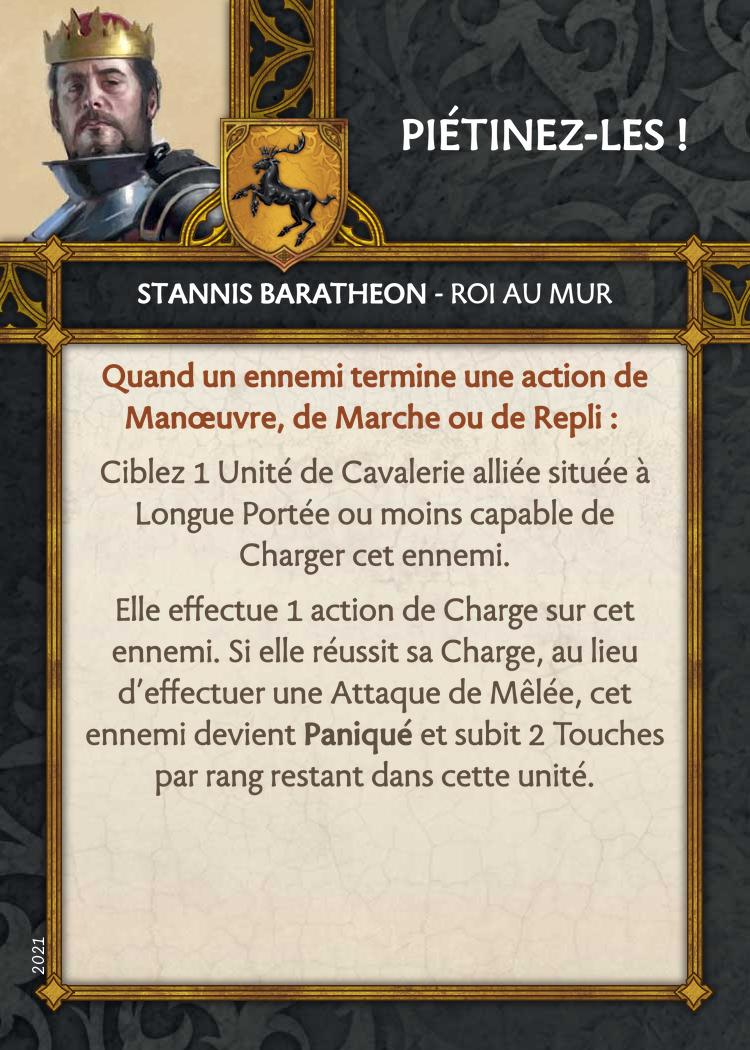 PIÉTINEZ-LES !
STANNIS BARATHEON - ROI AU MUR
Quand un ennemi termine une action de
Manœuvre, de Marche ou de Repli :
Ciblez 1 Unité de Cavalerie alliée située à
Longue Portée ou moins capable de
Charger cet ennemi.
Elle effectue 1 action de Charge sur cet
ennemi. Si elle réussit sa Charge, au lieu
d'effectuer une Attaque de Mêlée, cet
ennemi devient Paniqué et subit 2 Touches
par rang restant dans cette unité.
2021